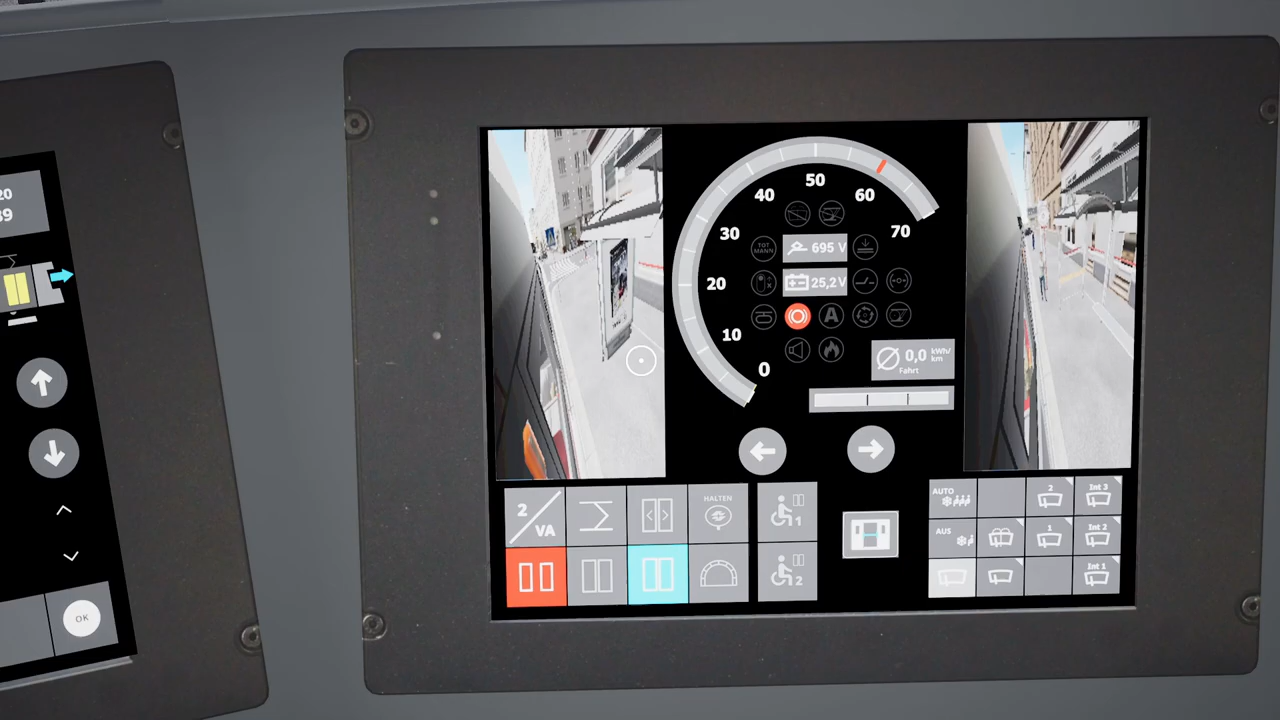 20
39
OK
50
40
60
30
70
TOT
MANN
695 V
20
25,2 V
A
10
0
0,0 kWh/
km
Fahrt
2
VA
HALTEN
1
2
AUTO
2
Int 3
AUS
1
Int 2
Int 1